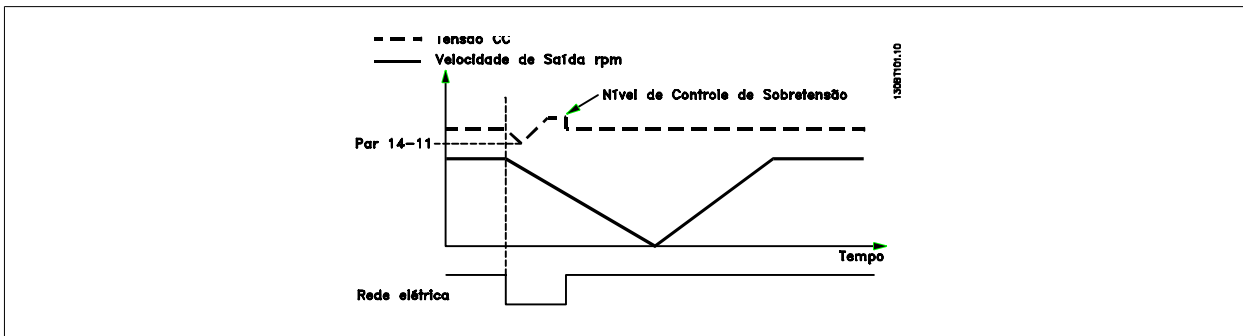 Tensão CC
Velocidade de Saída rpm
130BT101.10
Nível de Controle de Sobretensão
Par 14-11
Tempo
Rede elétrica